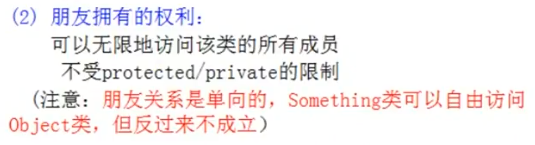 (2) 朋友拥有的权利：
可以无限地访问该类的所有成员
不受protected/private的限制
(注意：朋友关系是单向的，Something类可以自由访问
Object类，但反过来不成立)